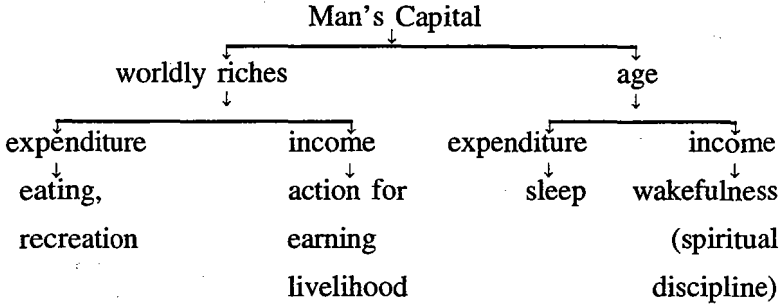 Man's Capital
worldly riches age
expenditure income expenditure income
eating, action for sleep wakefulness
recreation earning (spiritual
livelihood discipline)